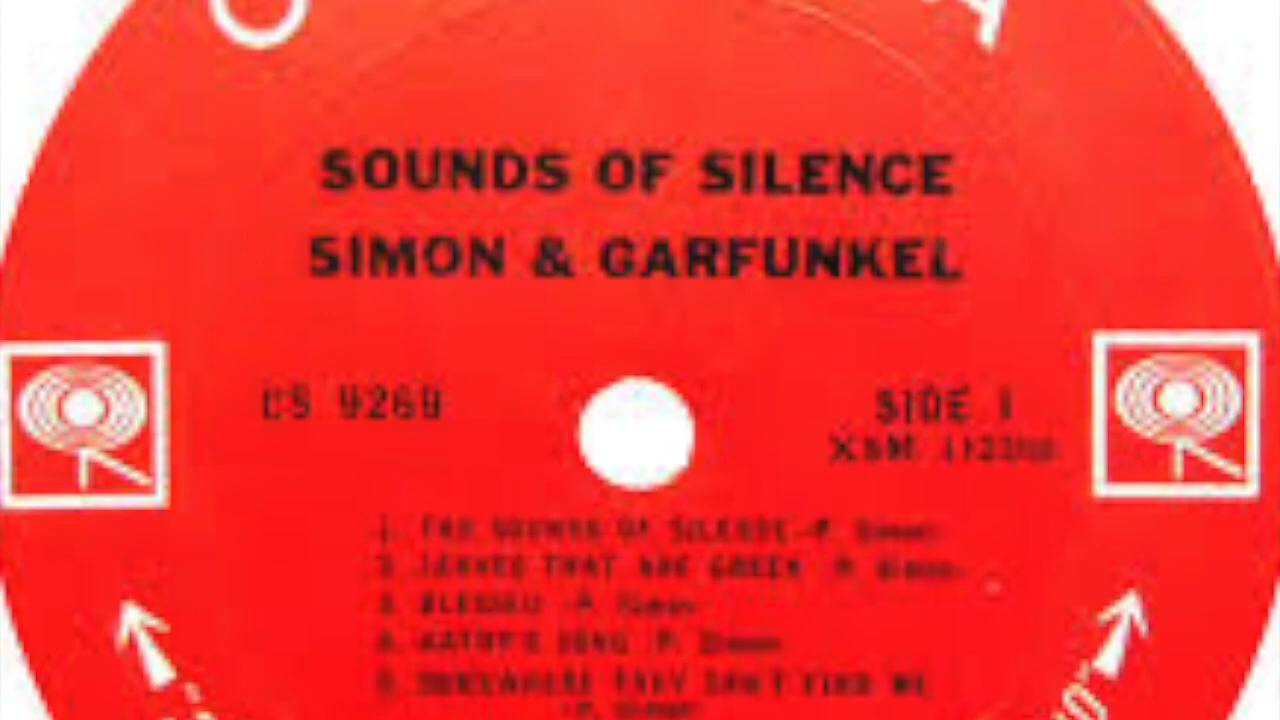 SOUNDS OF SILENCE
SIMON & GARFUNKEL
CS 9269
SIDE 1
XSM
1. THE SOUNDS OF SILENCE -P. Simon
2. LEAVES THAT ARE GREEN -P. Simon
3. BLESSED -P. Simon
4. KATHY'S SONG -P. Simon
5. SOMEWHERE THEY CAN'T FIND ME
-P. Simon